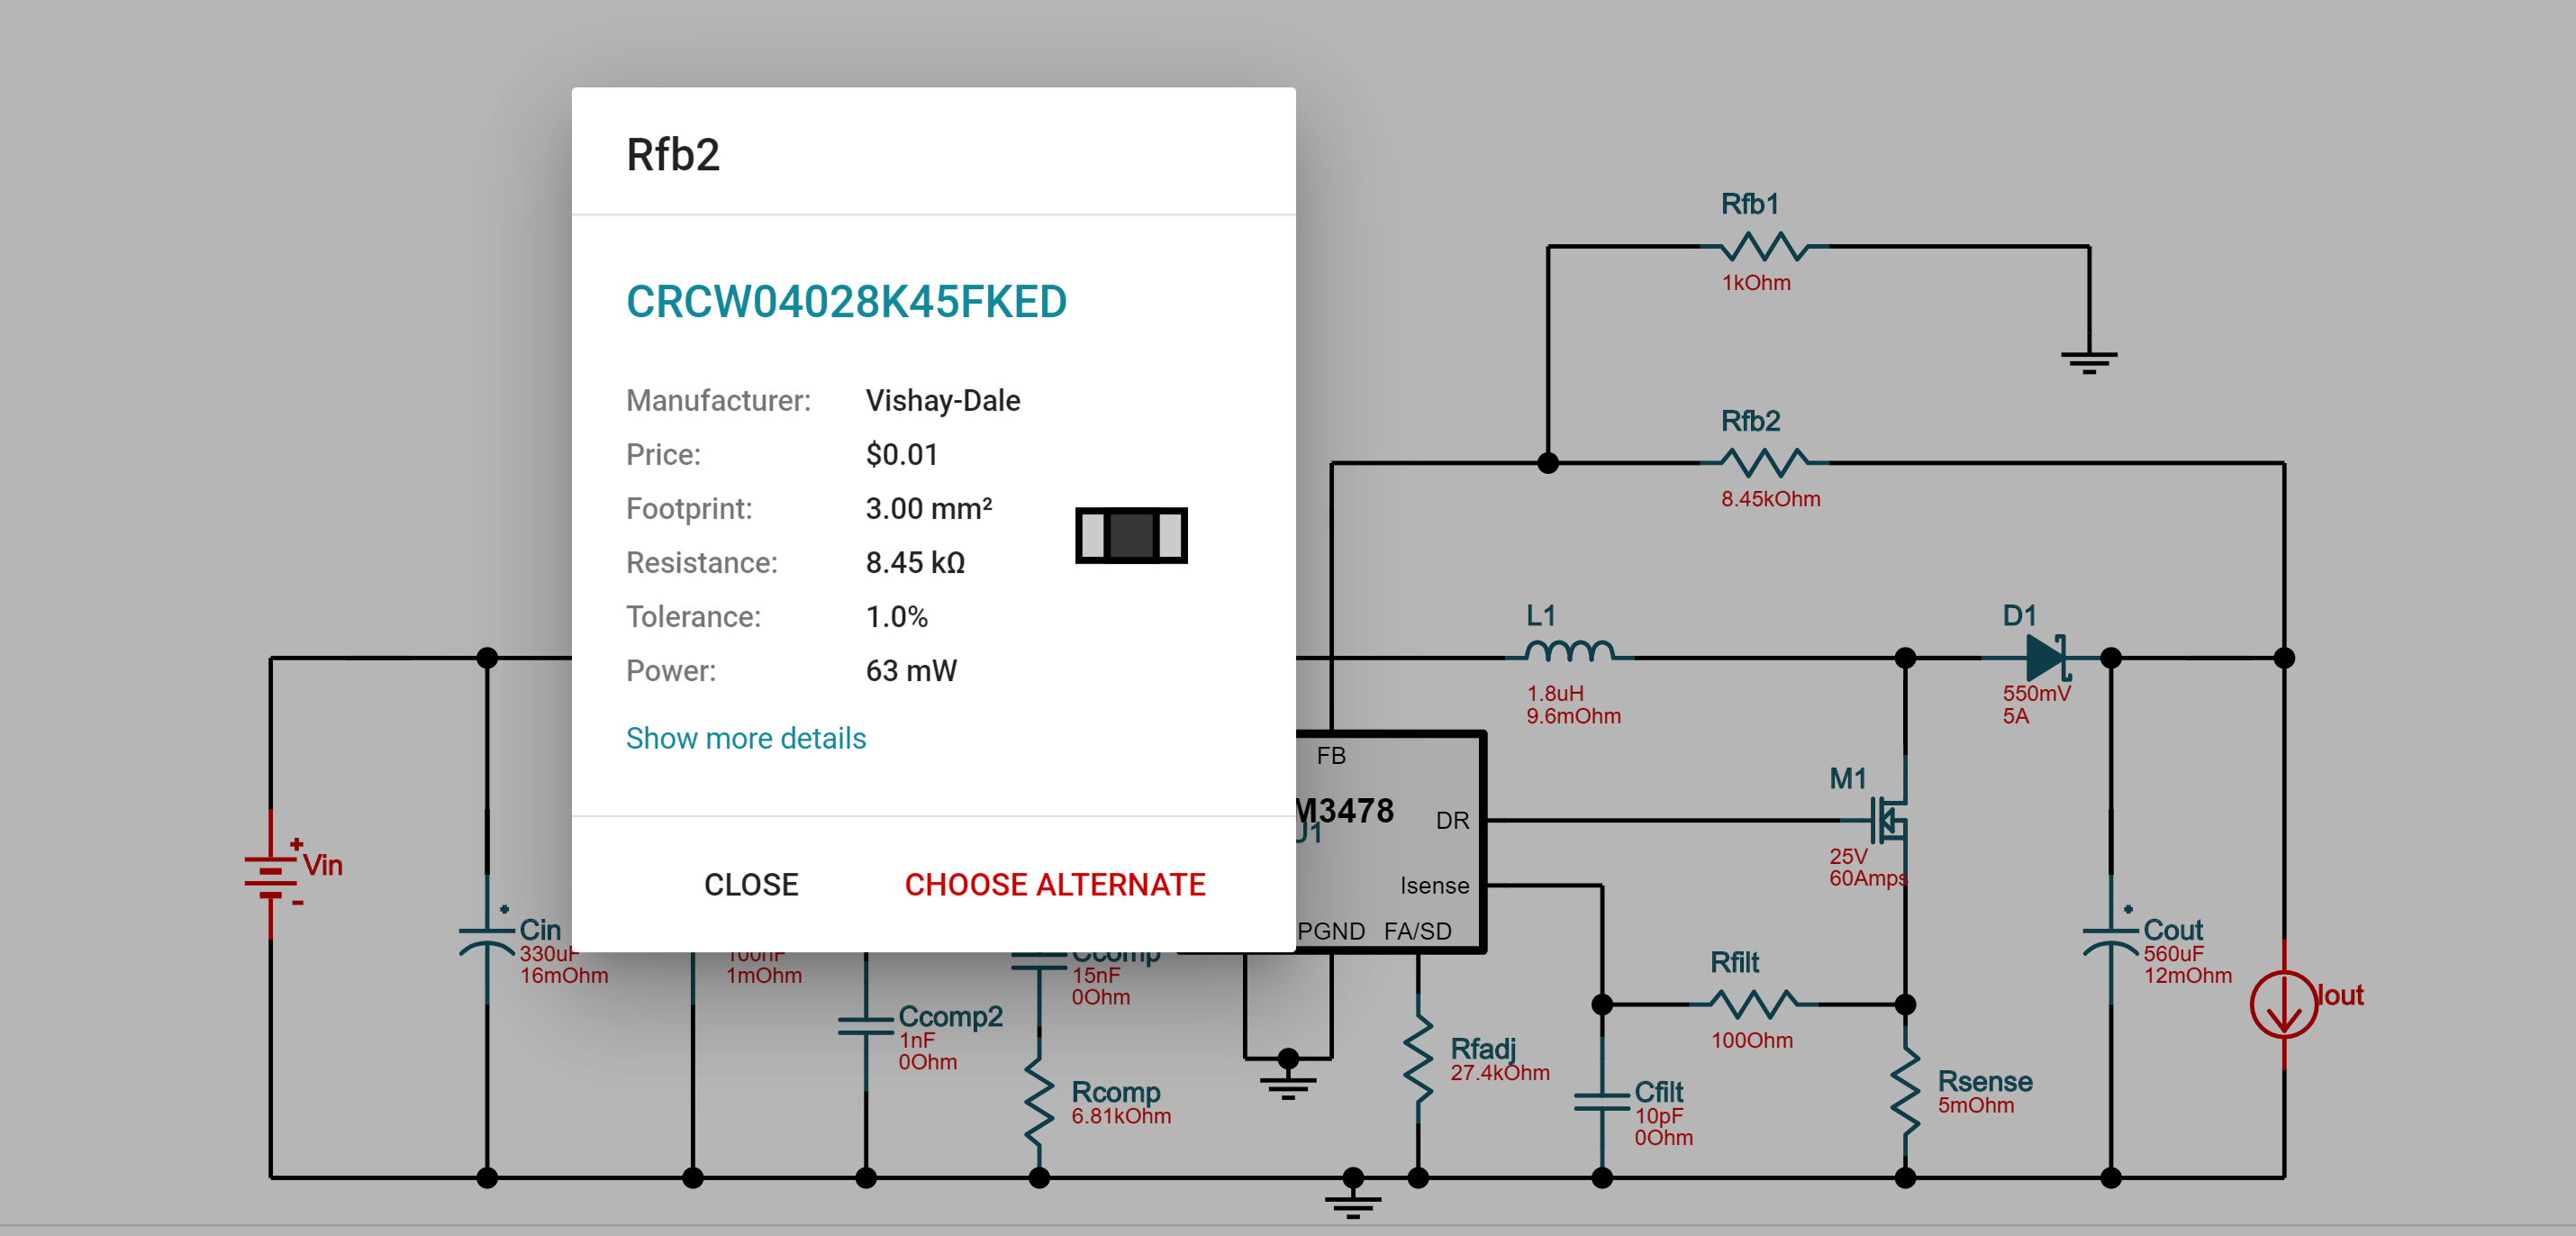 Rfb2
CRCW04028K45FKED
Manufacturer: Vishay-Dale
Price: $0.01
Footprint: 3.00 mm²
Resistance: 8.45 kΩ
Tolerance: 1.0%
Power: 63 mW
Show more details
CLOSE CHOOSE ALTERNATE
Rfb1
1kOhm
Rfb2
8.45kOhm
L1
1.8uH
9.6mOhm
D1
550mV
5A
FB
M3478
U1
DR
Isense
PGND FA/SD
M1
25V
60Amps
+
Vin
-
Cin
330uF
16mOhm
100nF
1mOhm
Ccomp2
1nF
0Ohm
Ccomp
15nF
0Ohm
Rcomp
6.81kOhm
Rfadj
27.4kOhm
Rfilt
100Ohm
Cfilt
10pF
0Ohm
Rsense
5mOhm
Cout
560uF
12mOhm
Iout